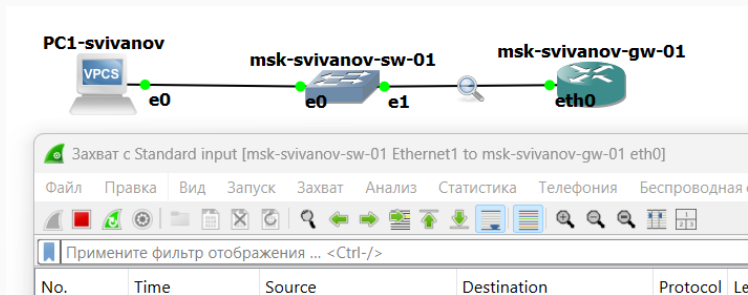 PC1-svivanov
msk-svivanov-sw-01
msk-svivanov-gw-01
VPCS
e0
e0
e1
eth0
Захват с Standard input [msk-svivanov-sw-01 Ethernet1 to msk-svivanov-gw-01 eth0]
Файл Правка Вид Запуск Захват Анализ Статистика Телефония Беспроводная
Примените фильтр отображения ... <Ctrl-/>
No. Time Source Destination Protocol Le